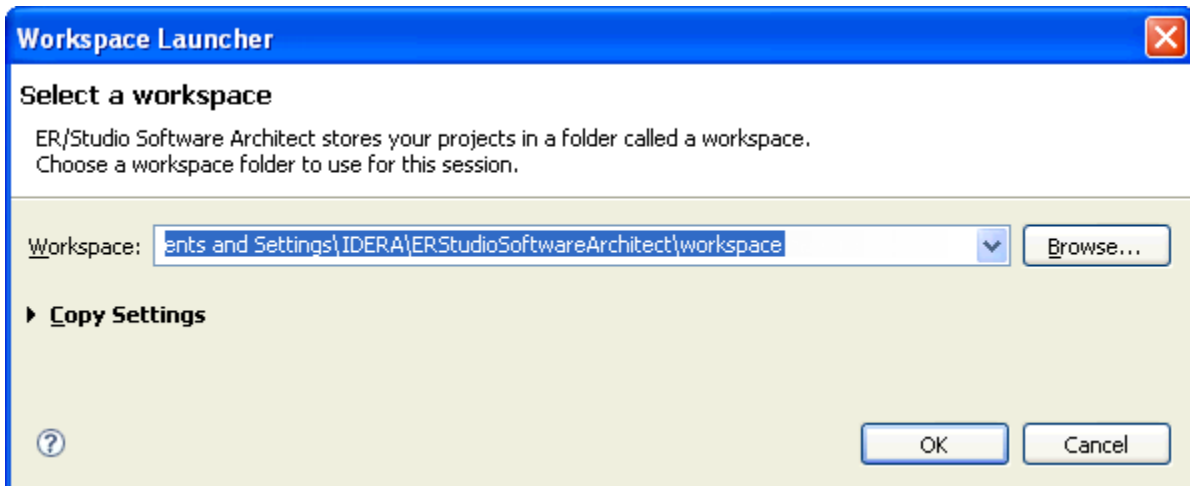 Workspace Launcher
Select a workspace
ER/Studio Software Architect stores your projects in a folder called a workspace.
Choose a workspace folder to use for this session.
Workspace: ents and Settings\IDERA\ERStudioSoftwareArchitect\workspace Browse...
Copy Settings
? OK Cancel